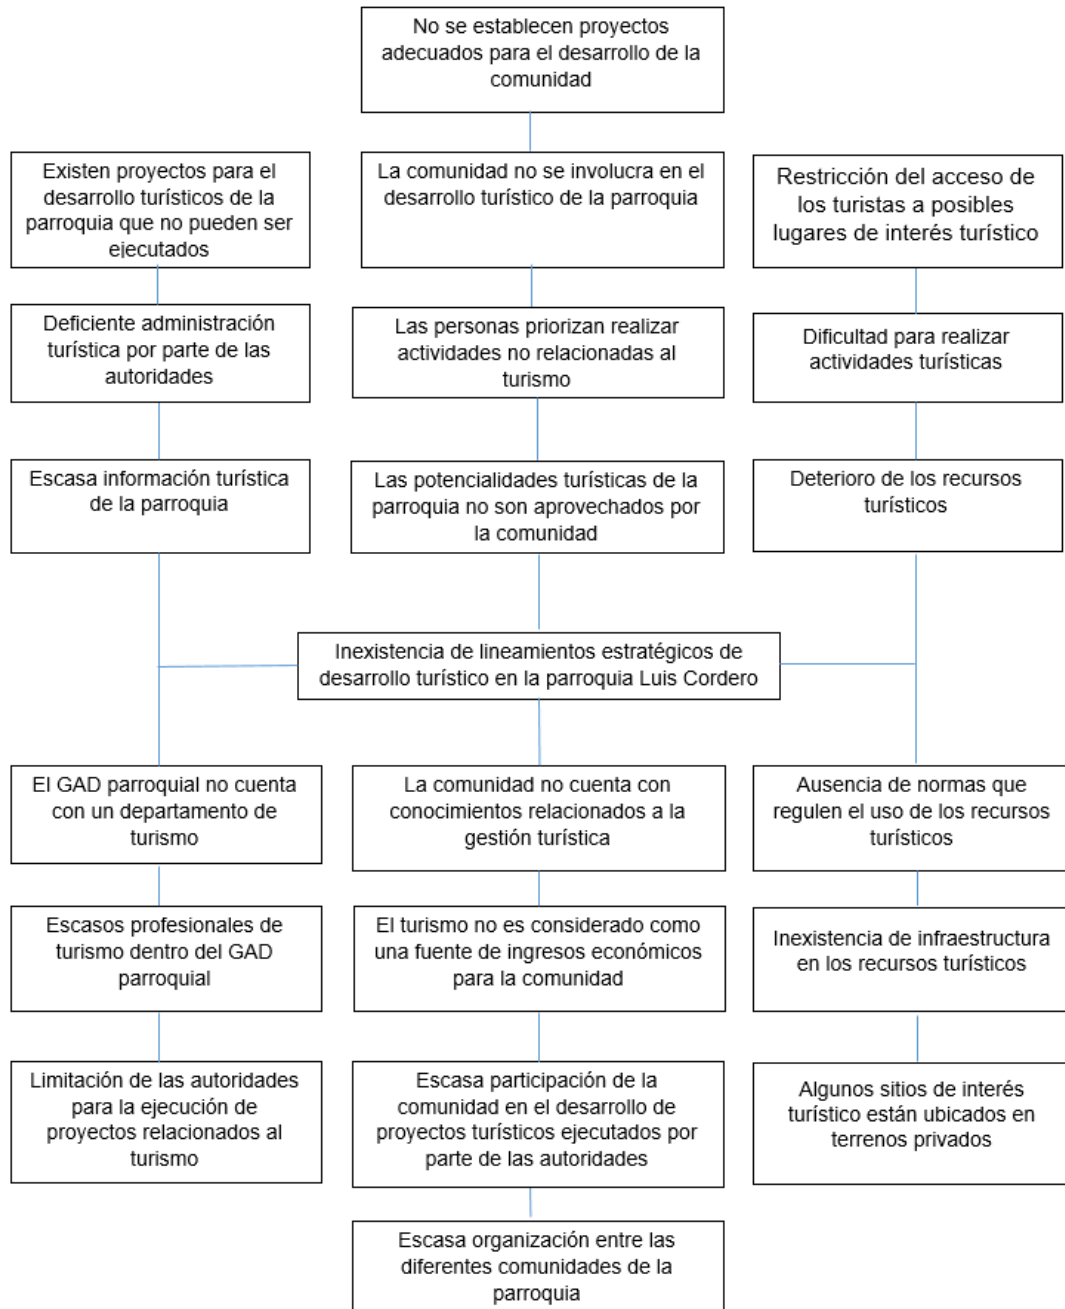 No se establecen proyectos
adecuados para el desarrollo de la
comunidad
Existen proyectos para el
desarrollo turísticos de la
parroquia que no pueden ser
ejecutados
La comunidad no se involucra en el
desarrollo turístico de la parroquia
Restricción del acceso de
los turistas a posibles
lugares de interés turístico
Deficiente administración
turística por parte de las
autoridades
Las personas priorizan realizar
actividades no relacionadas al
turismo
Dificultad para realizar
actividades turísticas
Escasa información turística
de la parroquia
Las potencialidades turísticas de la
parroquia no son aprovechados por
la comunidad
Deterioro de los recursos
turísticos
Inexistencia de lineamientos estratégicos de
desarrollo turístico en la parroquia Luis Cordero
El GAD parroquial no cuenta
con un departamento de
turismo
La comunidad no cuenta con
conocimientos relacionados a la
gestión turística
Ausencia de normas que
regulen el uso de los recursos
turísticos
Escasos profesionales de
turismo dentro del GAD
parroquial
El turismo no es considerado como
una fuente de ingresos económicos
para la comunidad
Inexistencia de infraestructura
en los recursos turísticos
Limitación de las autoridades
para la ejecución de
proyectos relacionados al
turismo
Escasa participación de la
comunidad en el desarrollo de
proyectos turísticos ejecutados por
parte de las autoridades
Algunos sitios de interés
turístico están ubicados en
terrenos privados
Escasa organización entre las
diferentes comunidades de la
parroquia